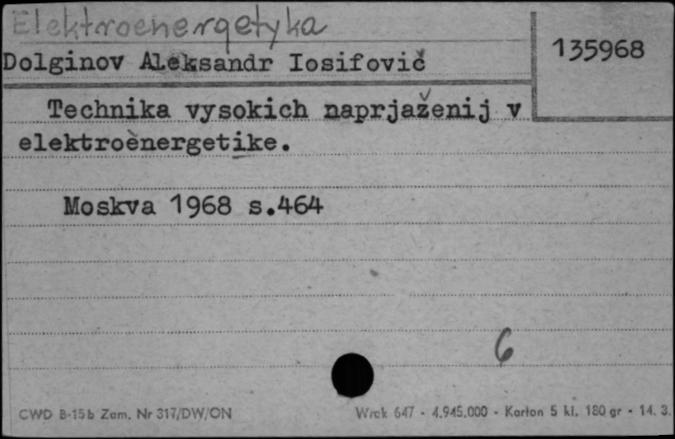 Elektroenergetyka
135968
Dolginov Aleksandr Iosifovič
Technika vysokich naprjaženij v
elektroènergetike.
Moskva 1968 s.464
6
CWD B-15b Zam. Nr 317/DW/ON
Wrck 647 - 4.945.000 - Karton 5 kl. 180 gr - 14. 3.